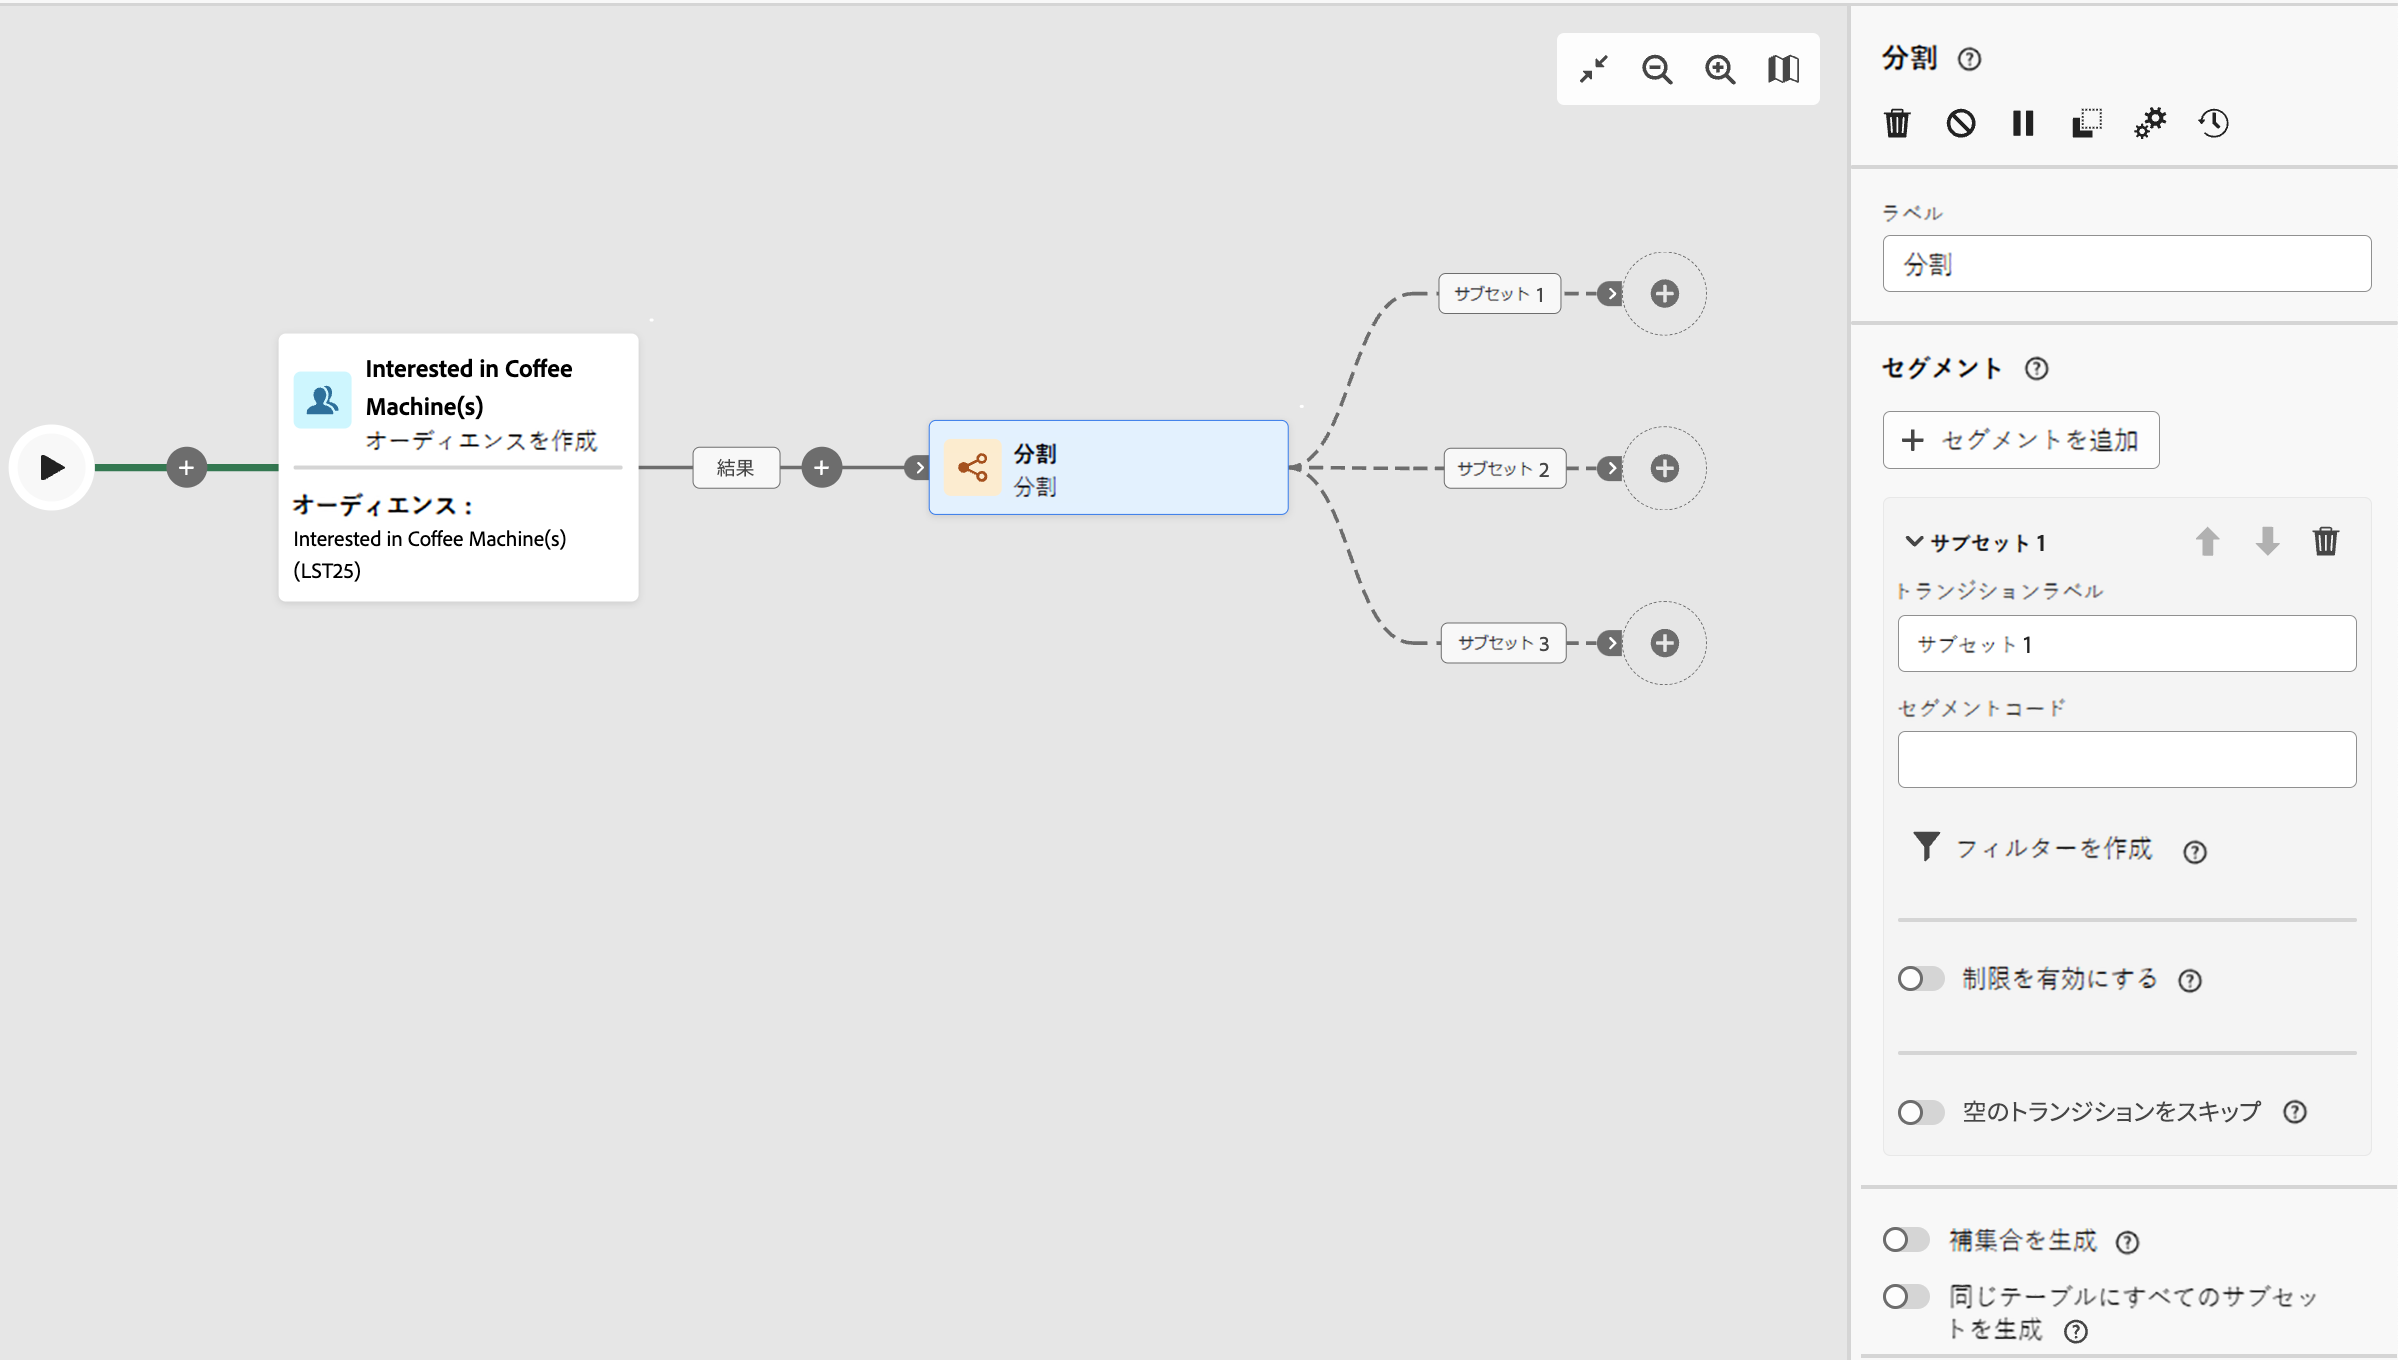 Interested in Coffee
Machine(s)
オーディエンスを作成
オーディエンス :
Interested in Coffee Machine(s)
(LST25)
結果
分割
分割
サブセット 1
サブセット 2
サブセット 3
分割
ラベル
分割
セグメント
セグメントを追加
サブセット 1
トランジションラベル
サブセット 1
セグメントコード
フィルターを作成
制限を有効にする
空のトランジションをスキップ
補集合を生成
同じテーブルにすべてのサブセッ
トを生成